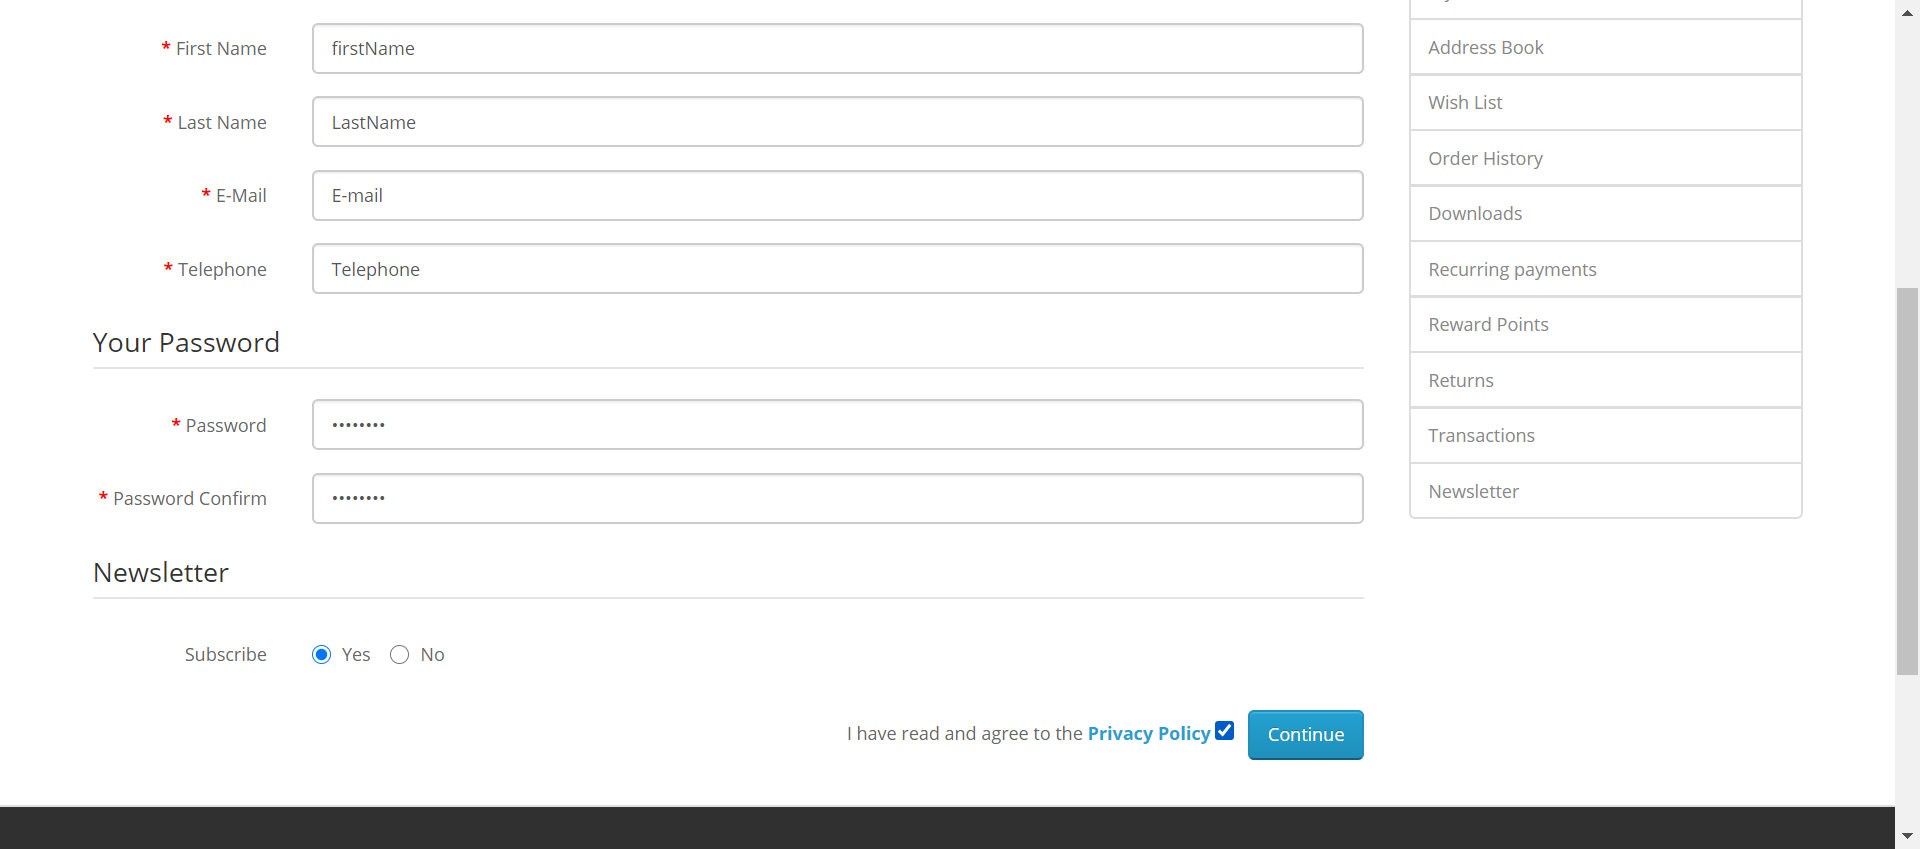 * First Name firstName
* Last Name LastName
* E-Mail E-mail
* Telephone Telephone
Your Password
* Password ••••••••
* Password Confirm ••••••••
Newsletter
Subscribe Yes No
I have read and agree to the Privacy Policy Continue
Address Book
Wish List
Order History
Downloads
Recurring payments
Reward Points
Returns
Transactions
Newsletter